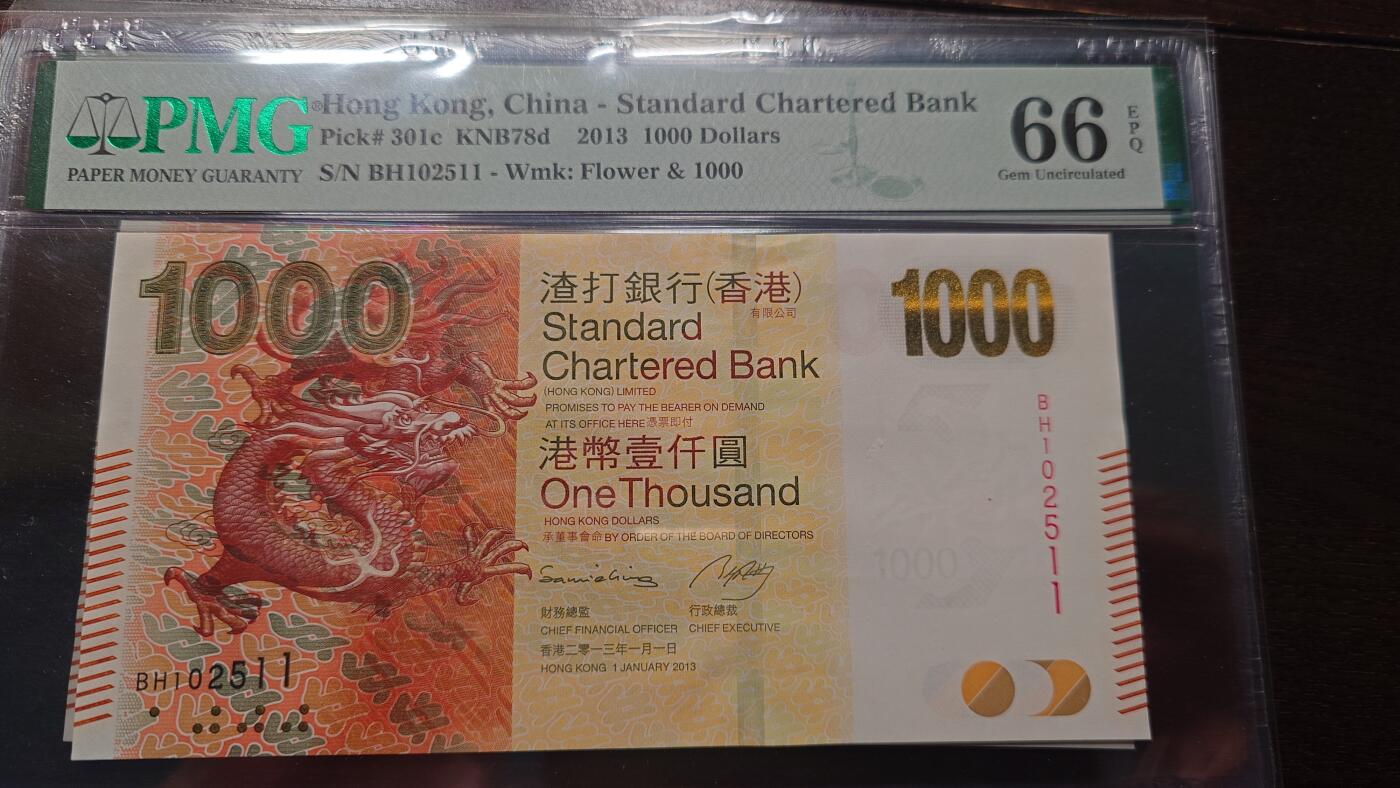 PMG®
PAPER MONEY GUARANTY
Hong Kong, China - Standard Chartered Bank
Pick# 301c KNB78d 2013 1000 Dollars
S/N BH102511 - Wmk: Flower & 1000
66
EPQ
Gem Uncirculated
1000
渣打銀行(香港)
有限公司
Standard
Chartered Bank
(HONG KONG) LIMITED
PROMISES TO PAY THE BEARER ON DEMAND
AT ITS OFFICE HERE 憑票即付
港幣壹仟圓
One Thousand
HONG KONG DOLLARS
承董事會命 BY ORDER OF THE BOARD OF DIRECTORS
財務總監 行政總裁
CHIEF FINANCIAL OFFICER CHIEF EXECUTIVE
香港二零一三年一月一日
HONG KONG 1 JANUARY 2013
BH102511
1000
BH102511
1000